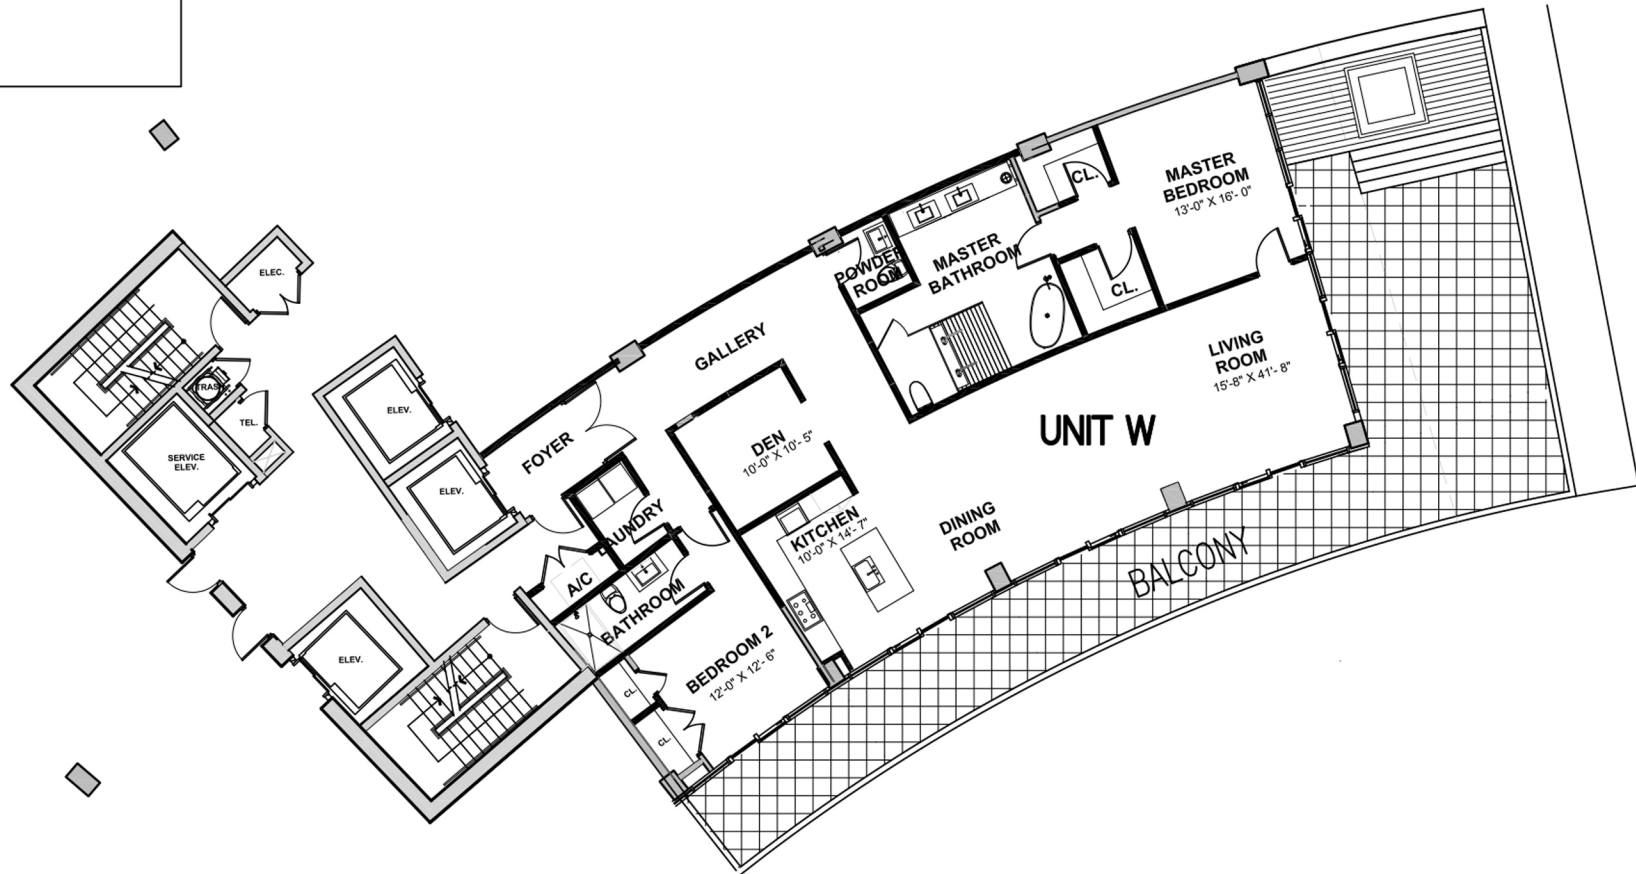 MASTER
BEDROOM
13'-0" X 16'- 0"
CL.
POWDER
ROOM
MASTER
BATHROOM
CL.
ELEC.
GALLERY
LIVING
ROOM
15'-8" X 41'- 8"
TRASH
ELEV.
TEL.
UNIT W
FOYER
DEN
10'-0" X 10'- 5"
SERVICE
ELEV.
ELEV.
LAUNDRY
KITCHEN
10'-0" X 14'- 7"
DINING
ROOM
BALCONY
A/C
BATHROOM
ELEV.
BEDROOM 2
12'-0" X 12'- 6"
CL.
CL.